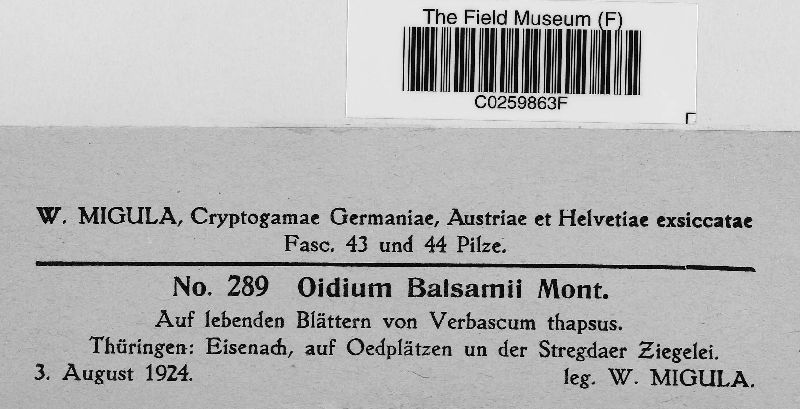 The Field Museum (F)
C0259863F
W. MIGULA, Cryptogamae Germaniae, Austriae et Helvetiae exsiccatae
Fasc. 43 und 44 Pilze.
No. 289 Oidium Balsamii Mont.
Auf lebenden Blättern von Verbascum thapsus.
Thüringen: Eisenach, auf Oedplätzen un der Stregdaer Ziegelei.
3. August 1924. leg. W. MIGULA.